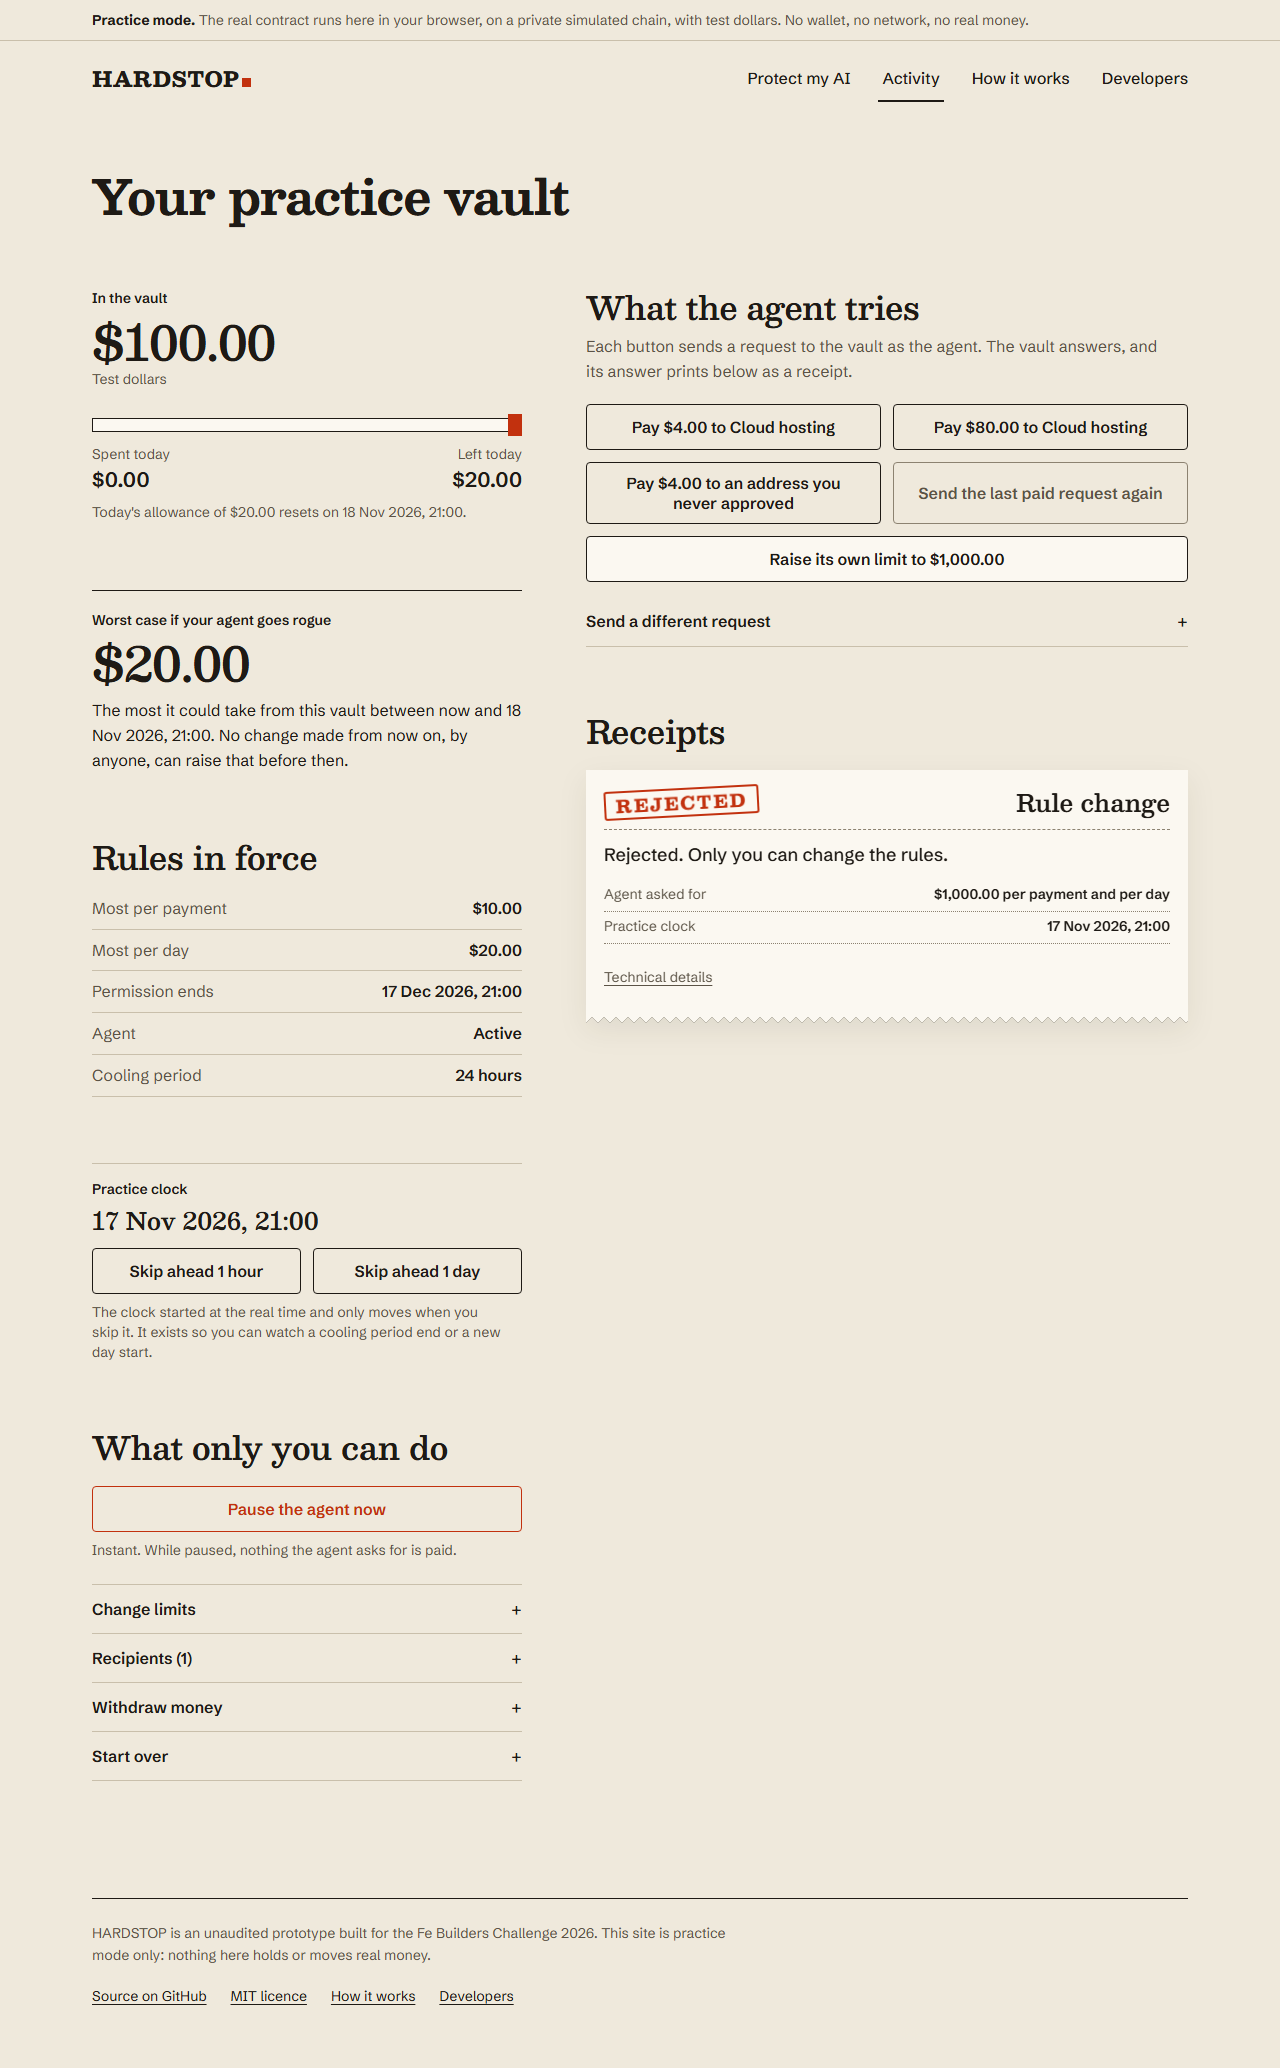 Practice mode. The real contract runs here in your browser, on a private simulated chain, with test dollars. No wallet, no network, no real money.
HARDSTOP
Protect my AI
Activity
How it works
Developers
Your practice vault
In the vault
$100.00
Test dollars
Spent today
Left today
$0.00
$20.00
Today's allowance of $20.00 resets on 18 Nov 2026, 21:00.
Worst case if your agent goes rogue
$20.00
The most it could take from this vault between now and 18
Nov 2026, 21:00. No change made from now on, by
anyone, can raise that before then.
Rules in force
Most per payment
$10.00
Most per day
$20.00
Permission ends
17 Dec 2026, 21:00
Agent
Active
Cooling period
24 hours
Practice clock
17 Nov 2026, 21:00
Skip ahead 1 hour
Skip ahead 1 day
The clock started at the real time and only moves when you
skip it. It exists so you can watch a cooling period end or a new
day start.
What only you can do
Pause the agent now
Instant. While paused, nothing the agent asks for is paid.
Change limits
+
Recipients (1)
+
Withdraw money
+
Start over
+
What the agent tries
Each button sends a request to the vault as the agent. The vault answers, and
its answer prints below as a receipt.
Pay $4.00 to Cloud hosting
Pay $80.00 to Cloud hosting
Pay $4.00 to an address you
never approved
Send the last paid request again
Raise its own limit to $1,000.00
Send a different request
+
Receipts
REJECTED
Rule change
Rejected. Only you can change the rules.
Agent asked for
$1,000.00 per payment and per day
Practice clock
17 Nov 2026, 21:00
Technical details
HARDSTOP is an unaudited prototype built for the Fe Builders Challenge 2026. This site is practice
mode only: nothing here holds or moves real money.
Source on GitHub
MIT licence
How it works
Developers